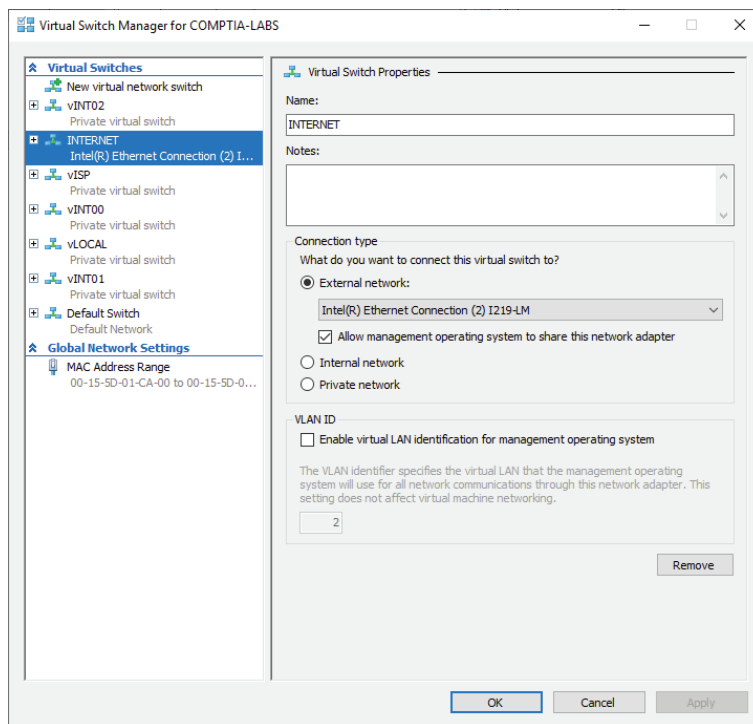 Virtual Switch Manager for COMPTIA-LABS
Virtual Switches
New virtual network switch
vINT02
Private virtual switch
INTERNET
Intel(R) Ethernet Connection (2) I...
vISP
Private virtual switch
vINT00
Private virtual switch
vLOCAL
Private virtual switch
vINT01
Private virtual switch
Default Switch
Default Network
Global Network Settings
MAC Address Range
00-15-5D-01-CA-00 to 00-15-5D-0...
Virtual Switch Properties
Name:
INTERNET
Notes:
Connection type
What do you want to connect this virtual switch to?
External network:
Intel(R) Ethernet Connection (2) I219-LM
Allow management operating system to share this network adapter
Internal network
Private network
VLAN ID
Enable virtual LAN identification for management operating system
The VLAN identifier specifies the virtual LAN that the management operating
system will use for all network communications through this network adapter. This
setting does not affect virtual machine networking.
2
Remove
OK
Cancel
Apply